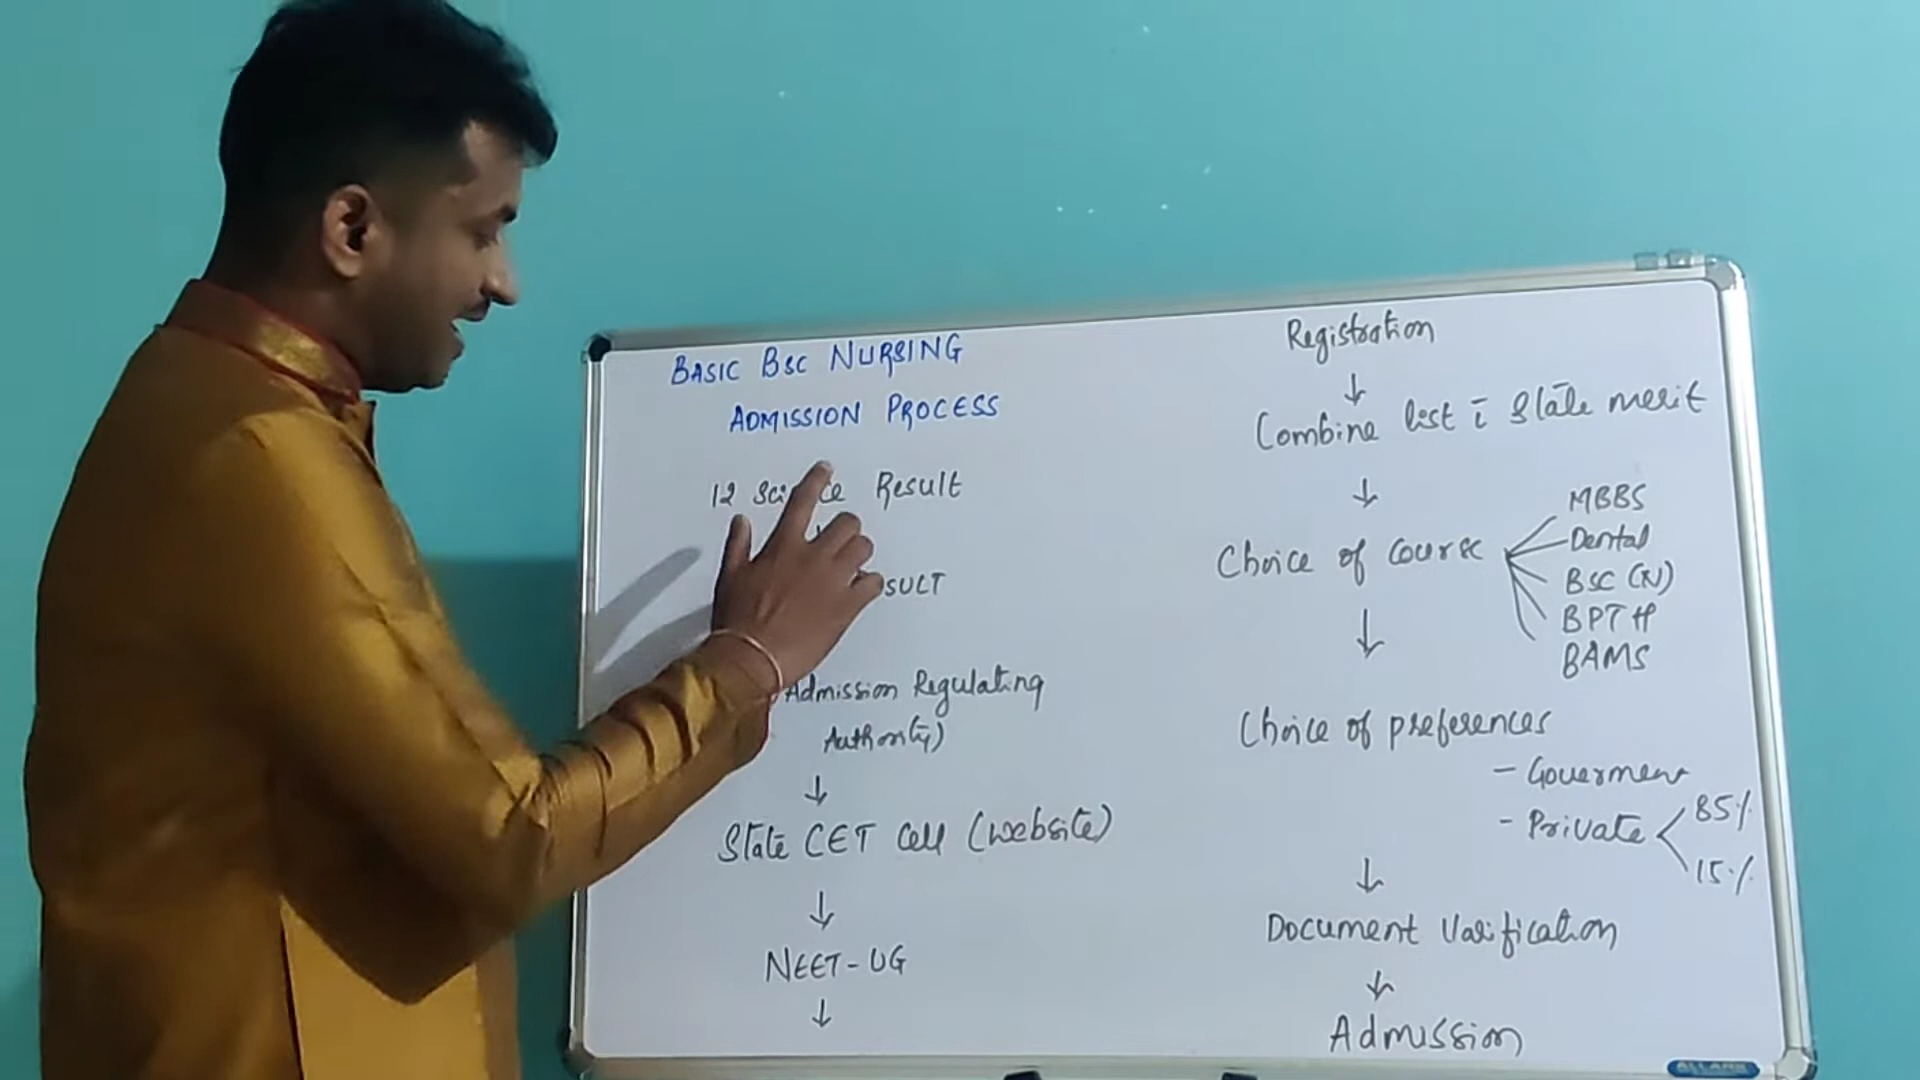 BASIC BSC NURSING
ADMISSION PROCESS
12 Science Result
↓
Admission Regulating
Authority)
↓
State CET Cell (website)
↓
NEET-UG
↓
Registration
↓
Combine list c̄ State merit
↓
Choice of course
MBBS
Dental
BSC (N)
BPTH
BAMS
↓
Choice of preferences
- Government
- Private
85%
15%
↓
Document Varification
↓
Admission